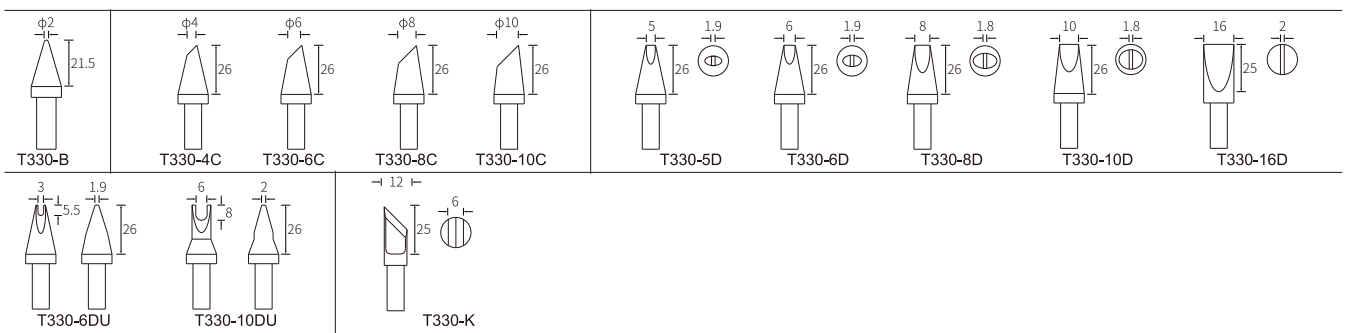 φ2 φ4 φ6 φ8 φ10 5 1.9 6 1.9 8 1.8 10 1.8 16 2
21.5 26 26 26 26 26 26 26 26 25
T330-B T330-4C T330-6C T330-8C T330-10C T330-5D T330-6D T330-8D T330-10D T330-16D
3 1.9 6 2 12 6
5.5 26 8 26 25
T330-6DU T330-10DU T330-K